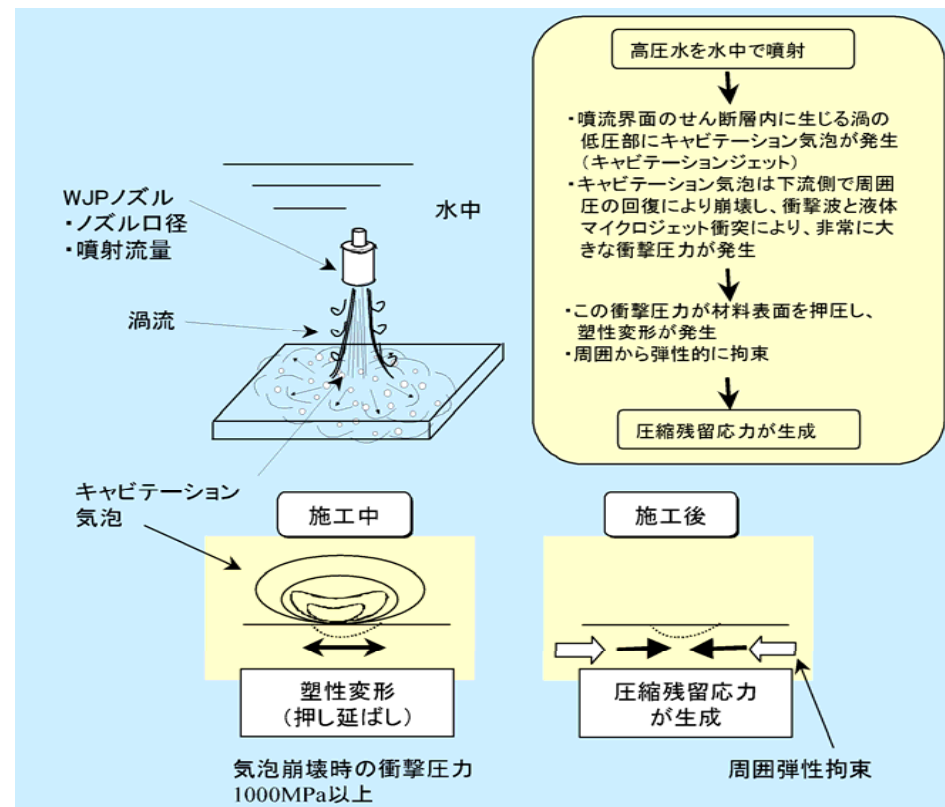 高圧水を水中で噴射
・噴流界面のせん断層内に生じる渦の
低圧部にキャビテーション気泡が発生
(キャビテーションジェット)
・キャビテーション気泡は下流側で周囲
圧の回復により崩壊し、衝撃波と液体
マイクロジェット衝突により、非常に大
きな衝撃圧力が発生
・この衝撃圧力が材料表面を押圧し、
塑性変形が発生
・周囲から弾性的に拘束
圧縮残留応力が生成
WJPノズル
・ノズル口径
・噴射流量
水中
渦流
キャビテーション
気泡
施工中
塑性変形
(押し延ばし)
気泡崩壊時の衝撃圧力
1000MPa以上
施工後
圧縮残留応力
が生成
周囲弾性拘束